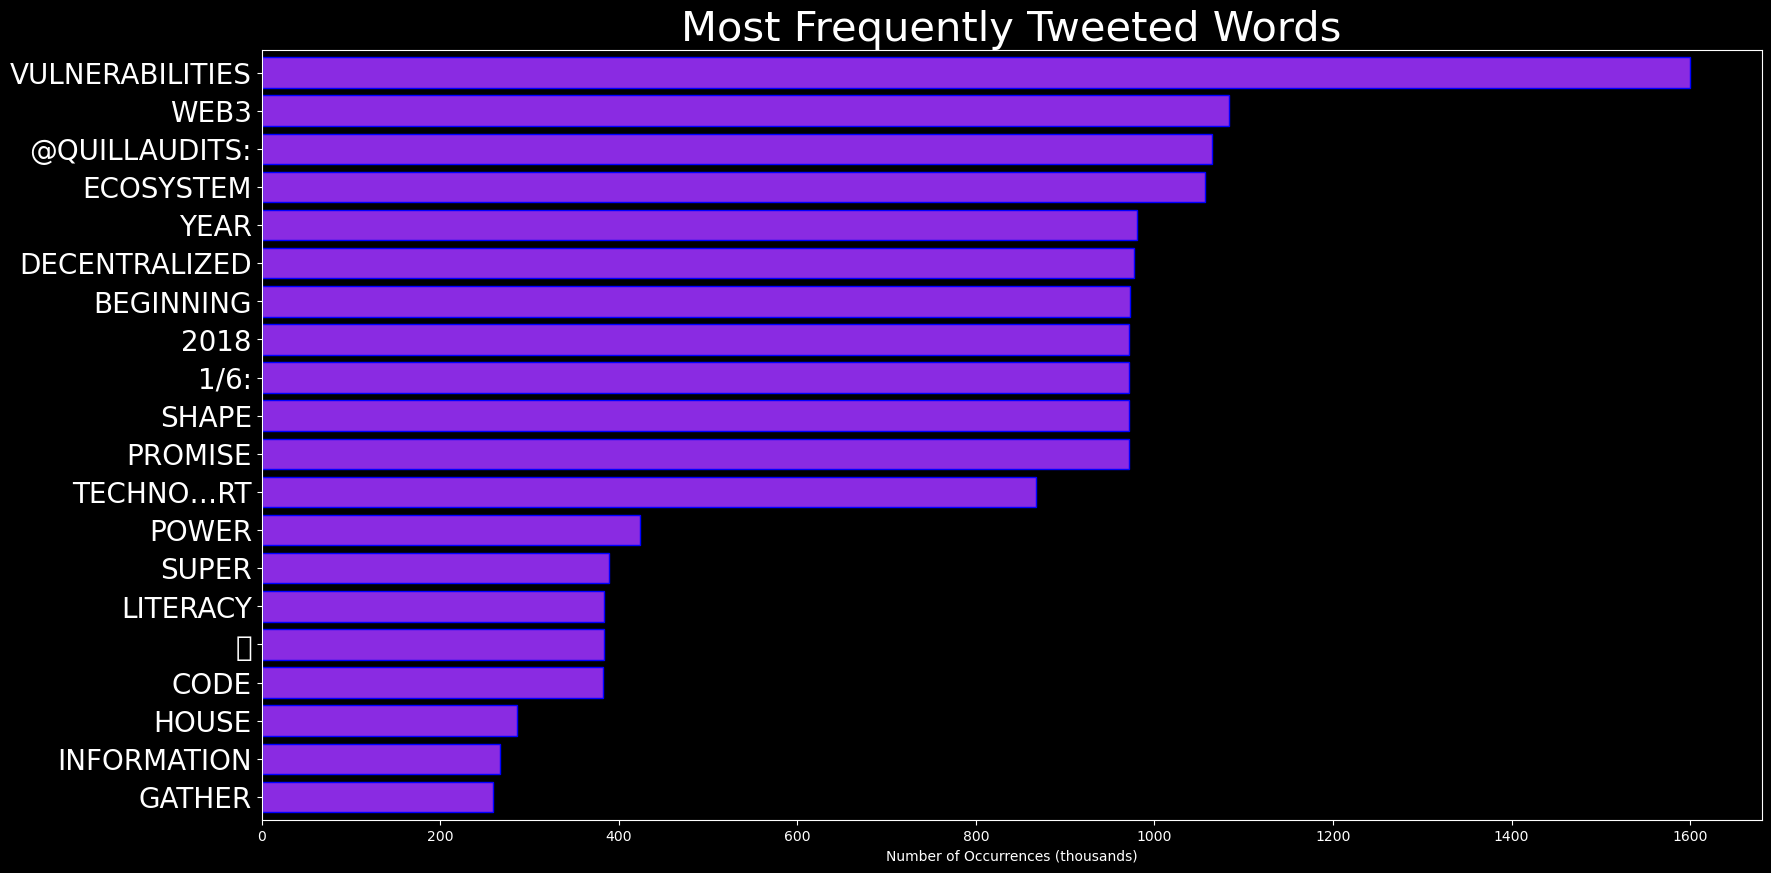 Most Frequently Tweeted Words
VULNERABILITIES
WEB3
@QUILLAUDITS:
ECOSYSTEM
YEAR
DECENTRALIZED
BEGINNING
2018
1/6:
SHAPE
PROMISE
TECHNO...RT
POWER
SUPER
LITERACY
CODE
HOUSE
INFORMATION
GATHER
0 200 400 600 800 1000 1200 1400 1600
Number of Occurrences (thousands)